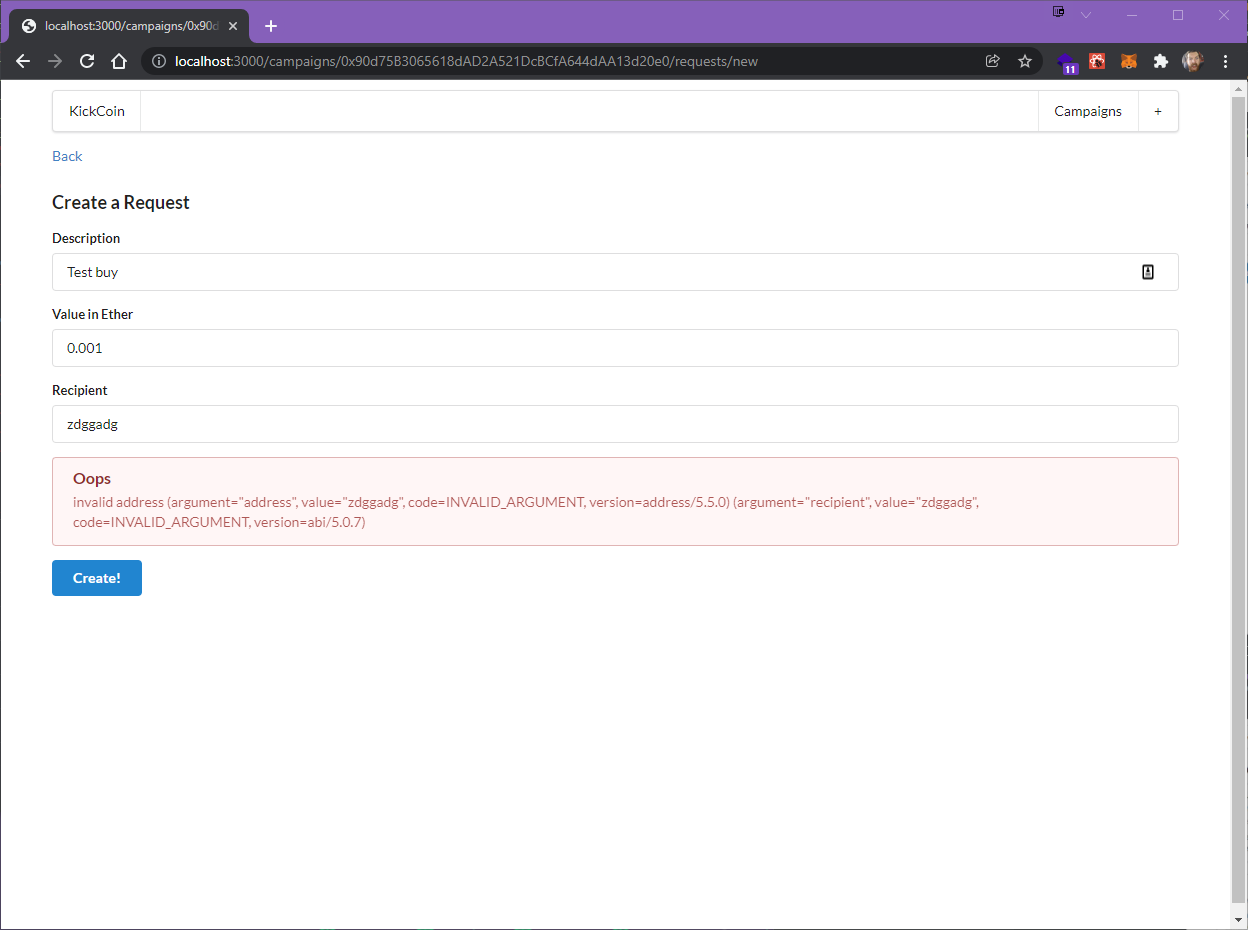 localhost:3000/campaigns/0x90d
localhost:3000/campaigns/0x90d75B3065618dAD2A521DcBCfA644dAA13d20e0/requests/new
11
KickCoin
Campaigns
+
Back
Create a Request
Description
Test buy
Value in Ether
0.001
Recipient
zdggadg
Oops
invalid address (argument="address", value="zdggadg", code=INVALID_ARGUMENT, version=address/5.5.0) (argument="recipient", value="zdggadg",
code=INVALID_ARGUMENT, version=abi/5.0.7)
Create!